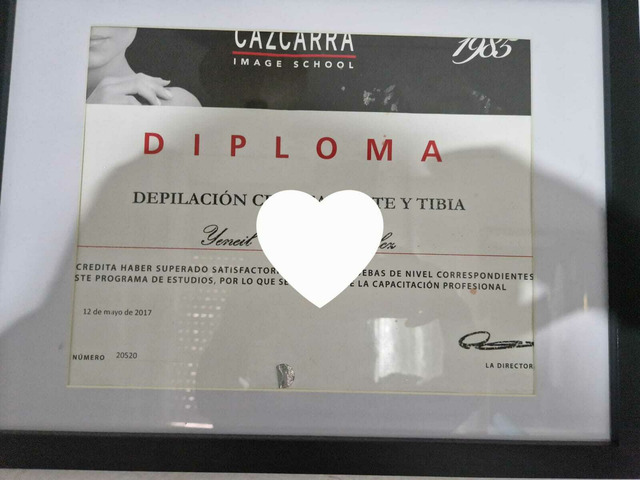 CAZCARRA
IMAGE SCHOOL
1985
DIPLOMA
DEPILACIÓN C TE Y TIBIA
Yeneit ez
CREDITA HABER SUPERADO SATISFACTOR EBAS DE NIVEL CORRESPONDIENTES
STE PROGRAMA DE ESTUDIOS, POR LO QUE SE E LA CAPACITACIÓN PROFESIONAL
12 de mayo de 2017
NÚMERO 20520
LA DIRECTOR